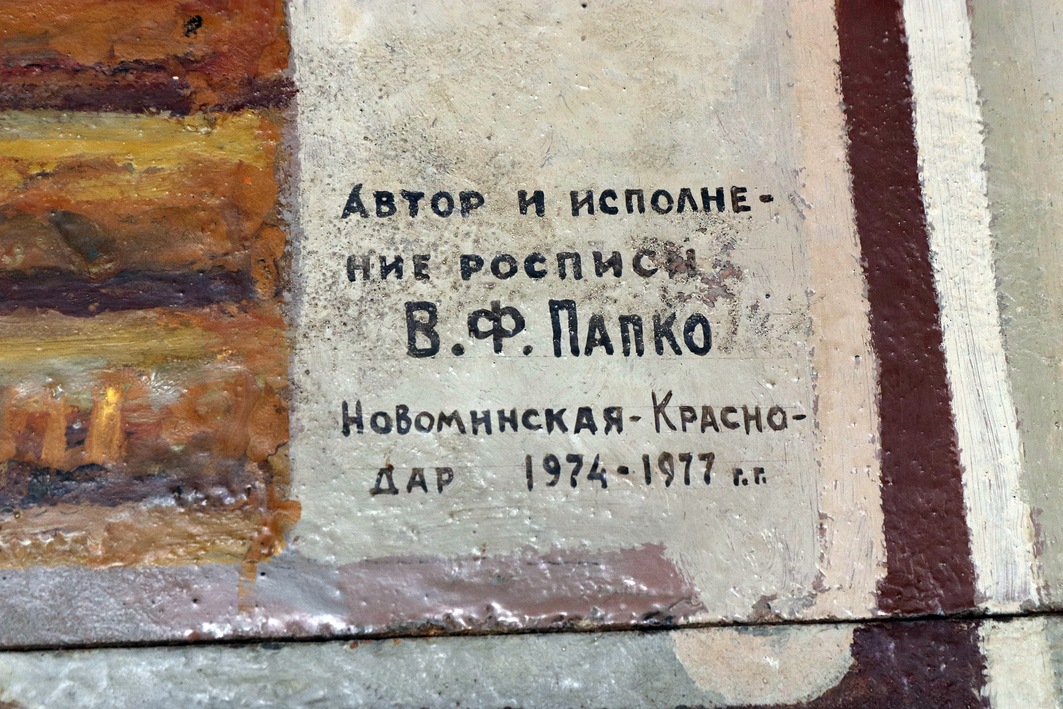 Автор и исполне-
ние росписи
В.Ф. Папко
Новоминская-Красно-
дар 1974-1977 г.г.